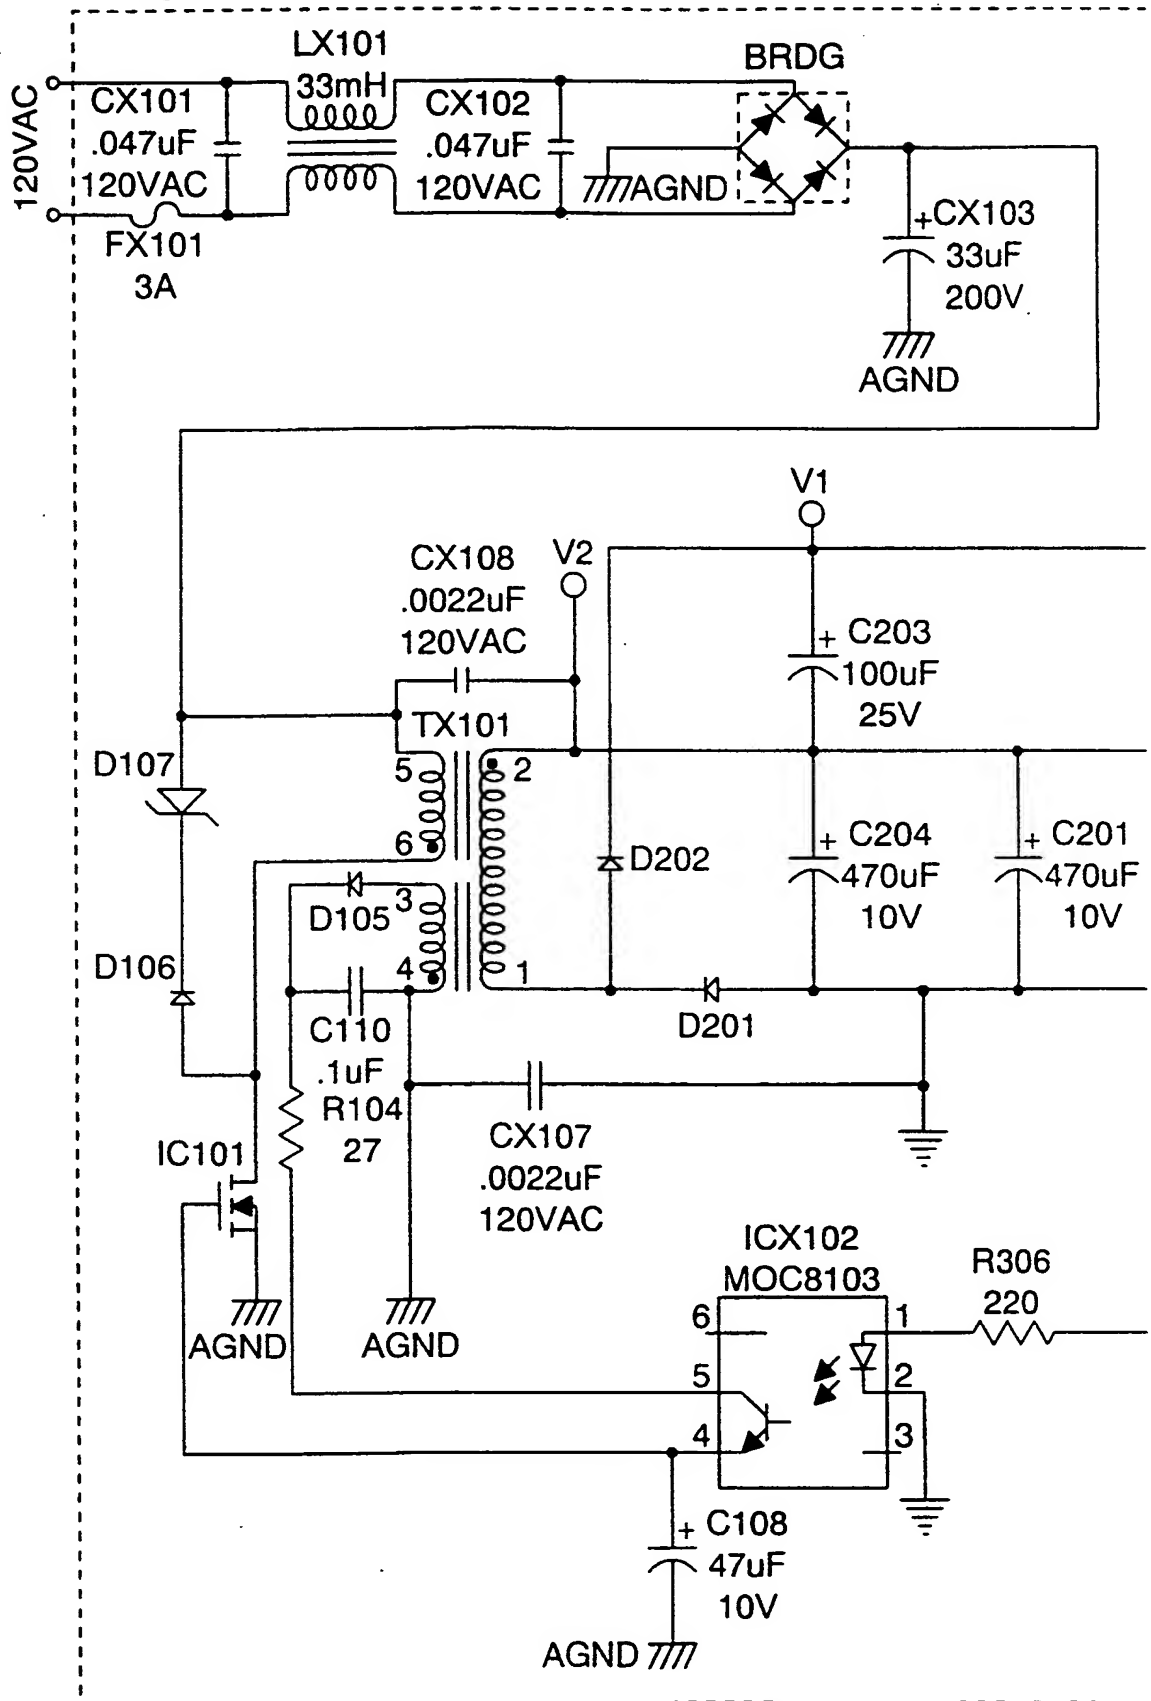 LX101
33mH
BRDG
120VAC
CX101
.047uF
120VAC
CX102
.047uF
120VAC
AGND
FX101
3A
+CX103
33uF
200V
AGND
V1
V2
CX108
.0022uF
120VAC
+ C203
100uF
25V
TX101
D107
5
2
6
D202
+ C204
470uF
10V
+ C201
470uF
10V
3
D105
4
1
D106
C110
.1uF
D201
R104
27
CX107
.0022uF
120VAC
IC101
AGND
AGND
ICX102
MOC8103
R306
220
6
1
5
2
4
3
+ C108
47uF
10V
AGND